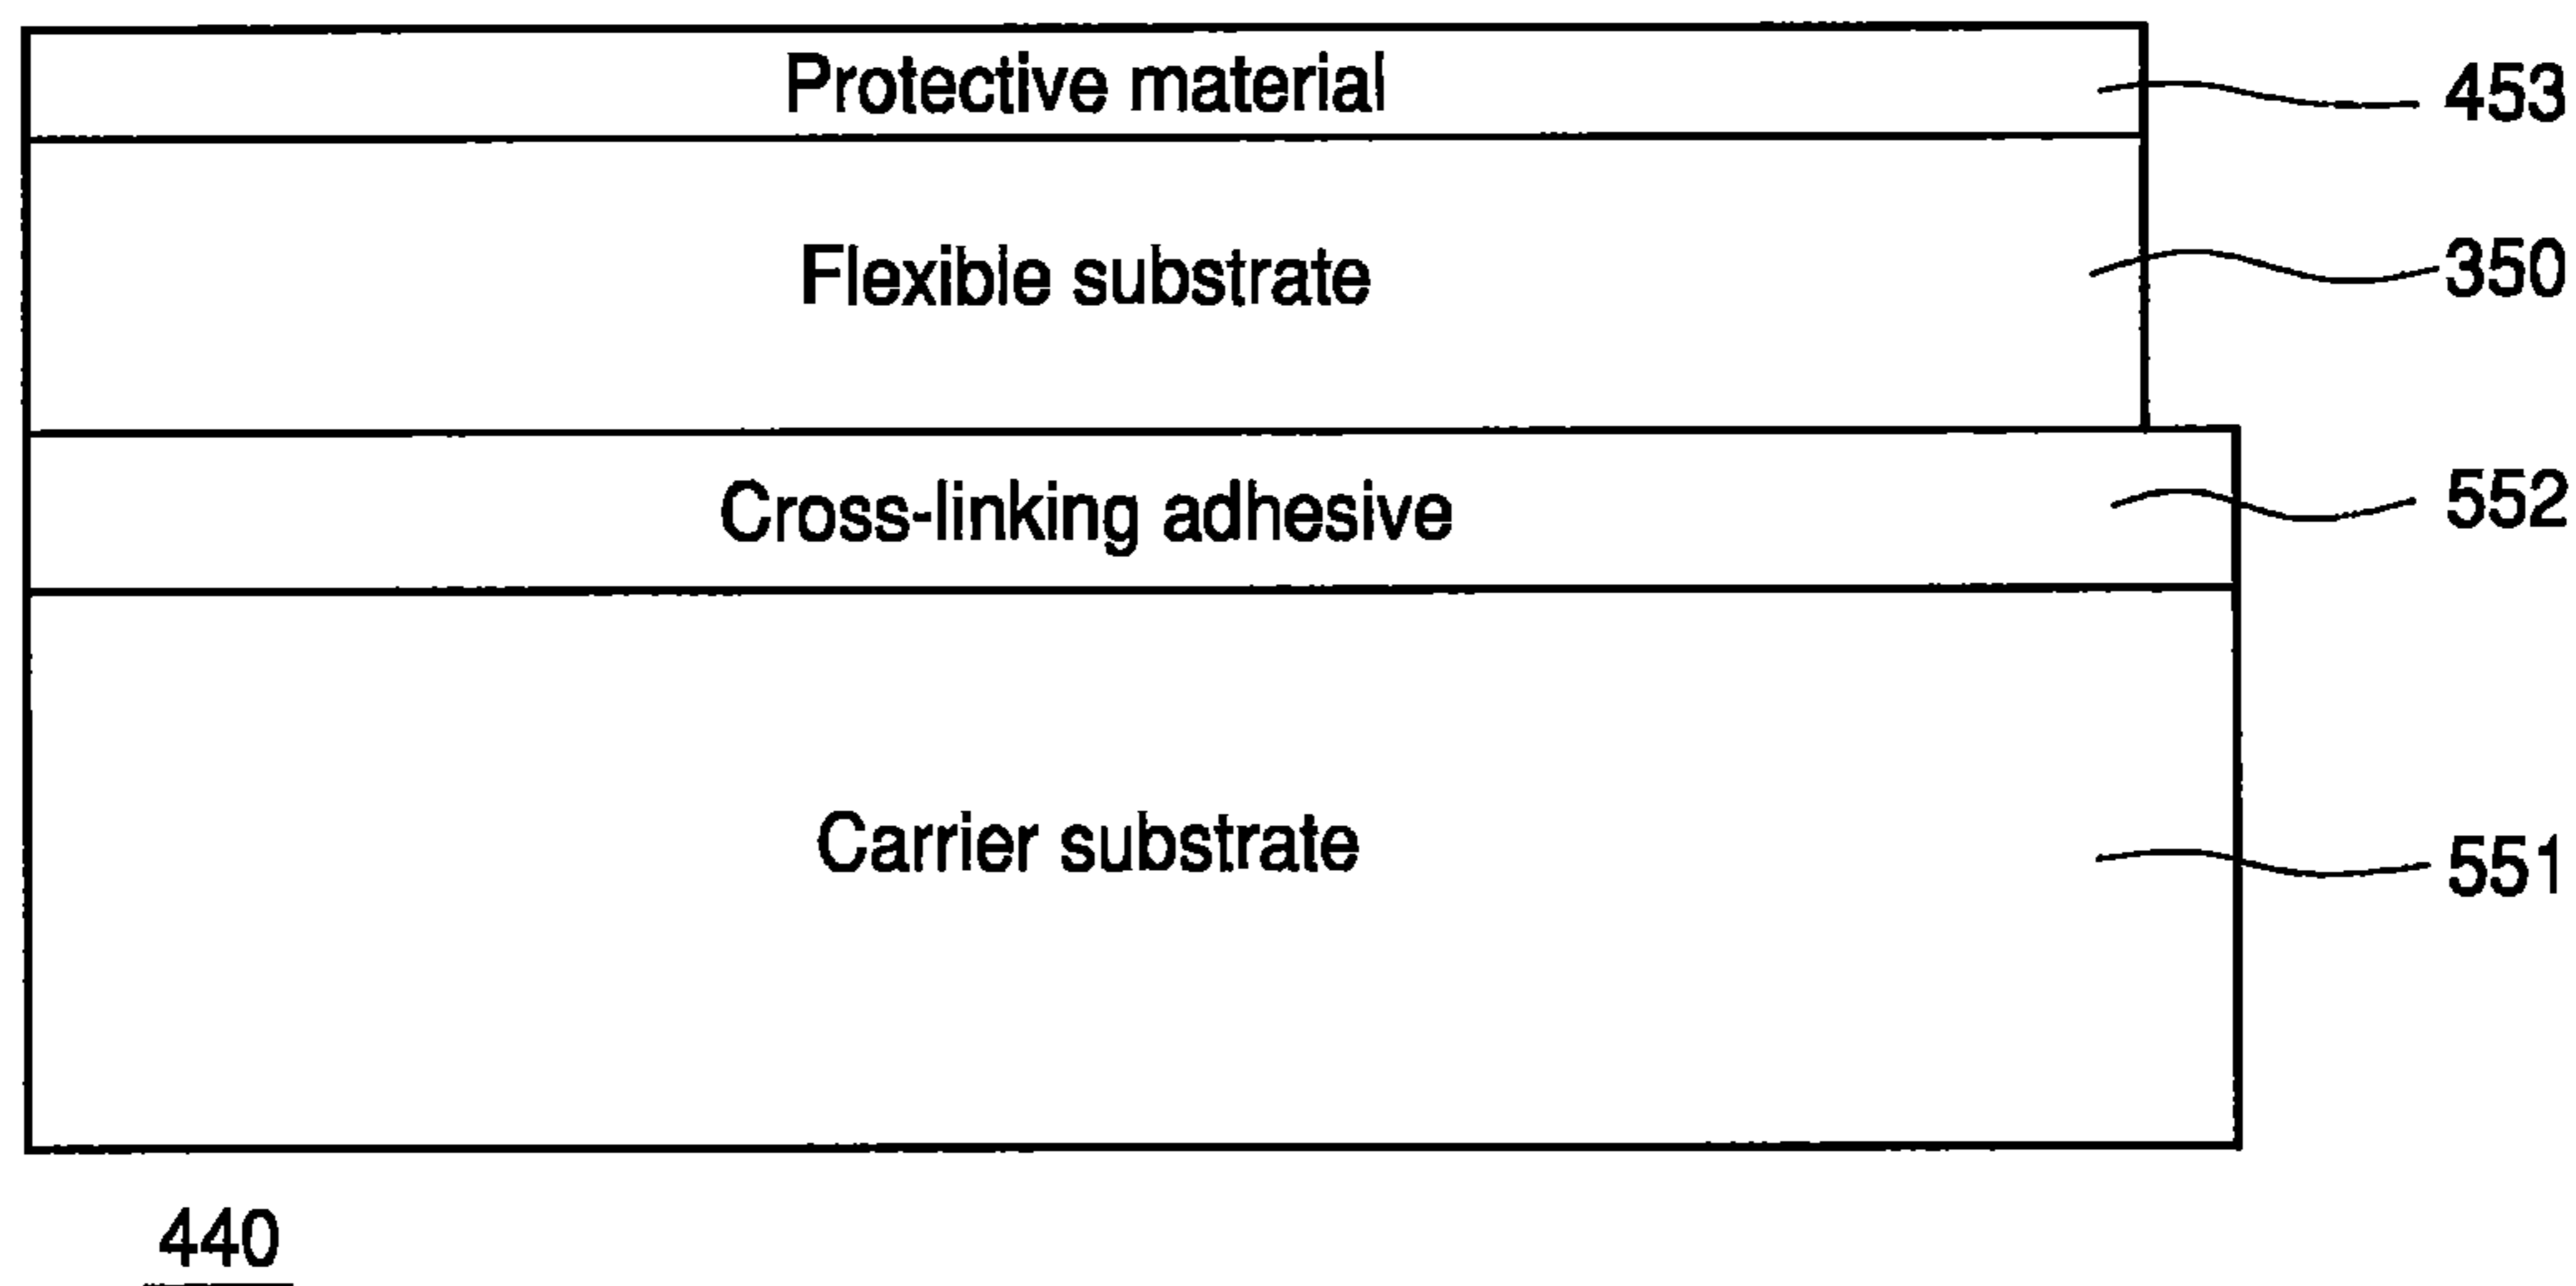 Protective material 453
Flexible substrate 350
Cross-linking adhesive 552
Carrier substrate 551
440